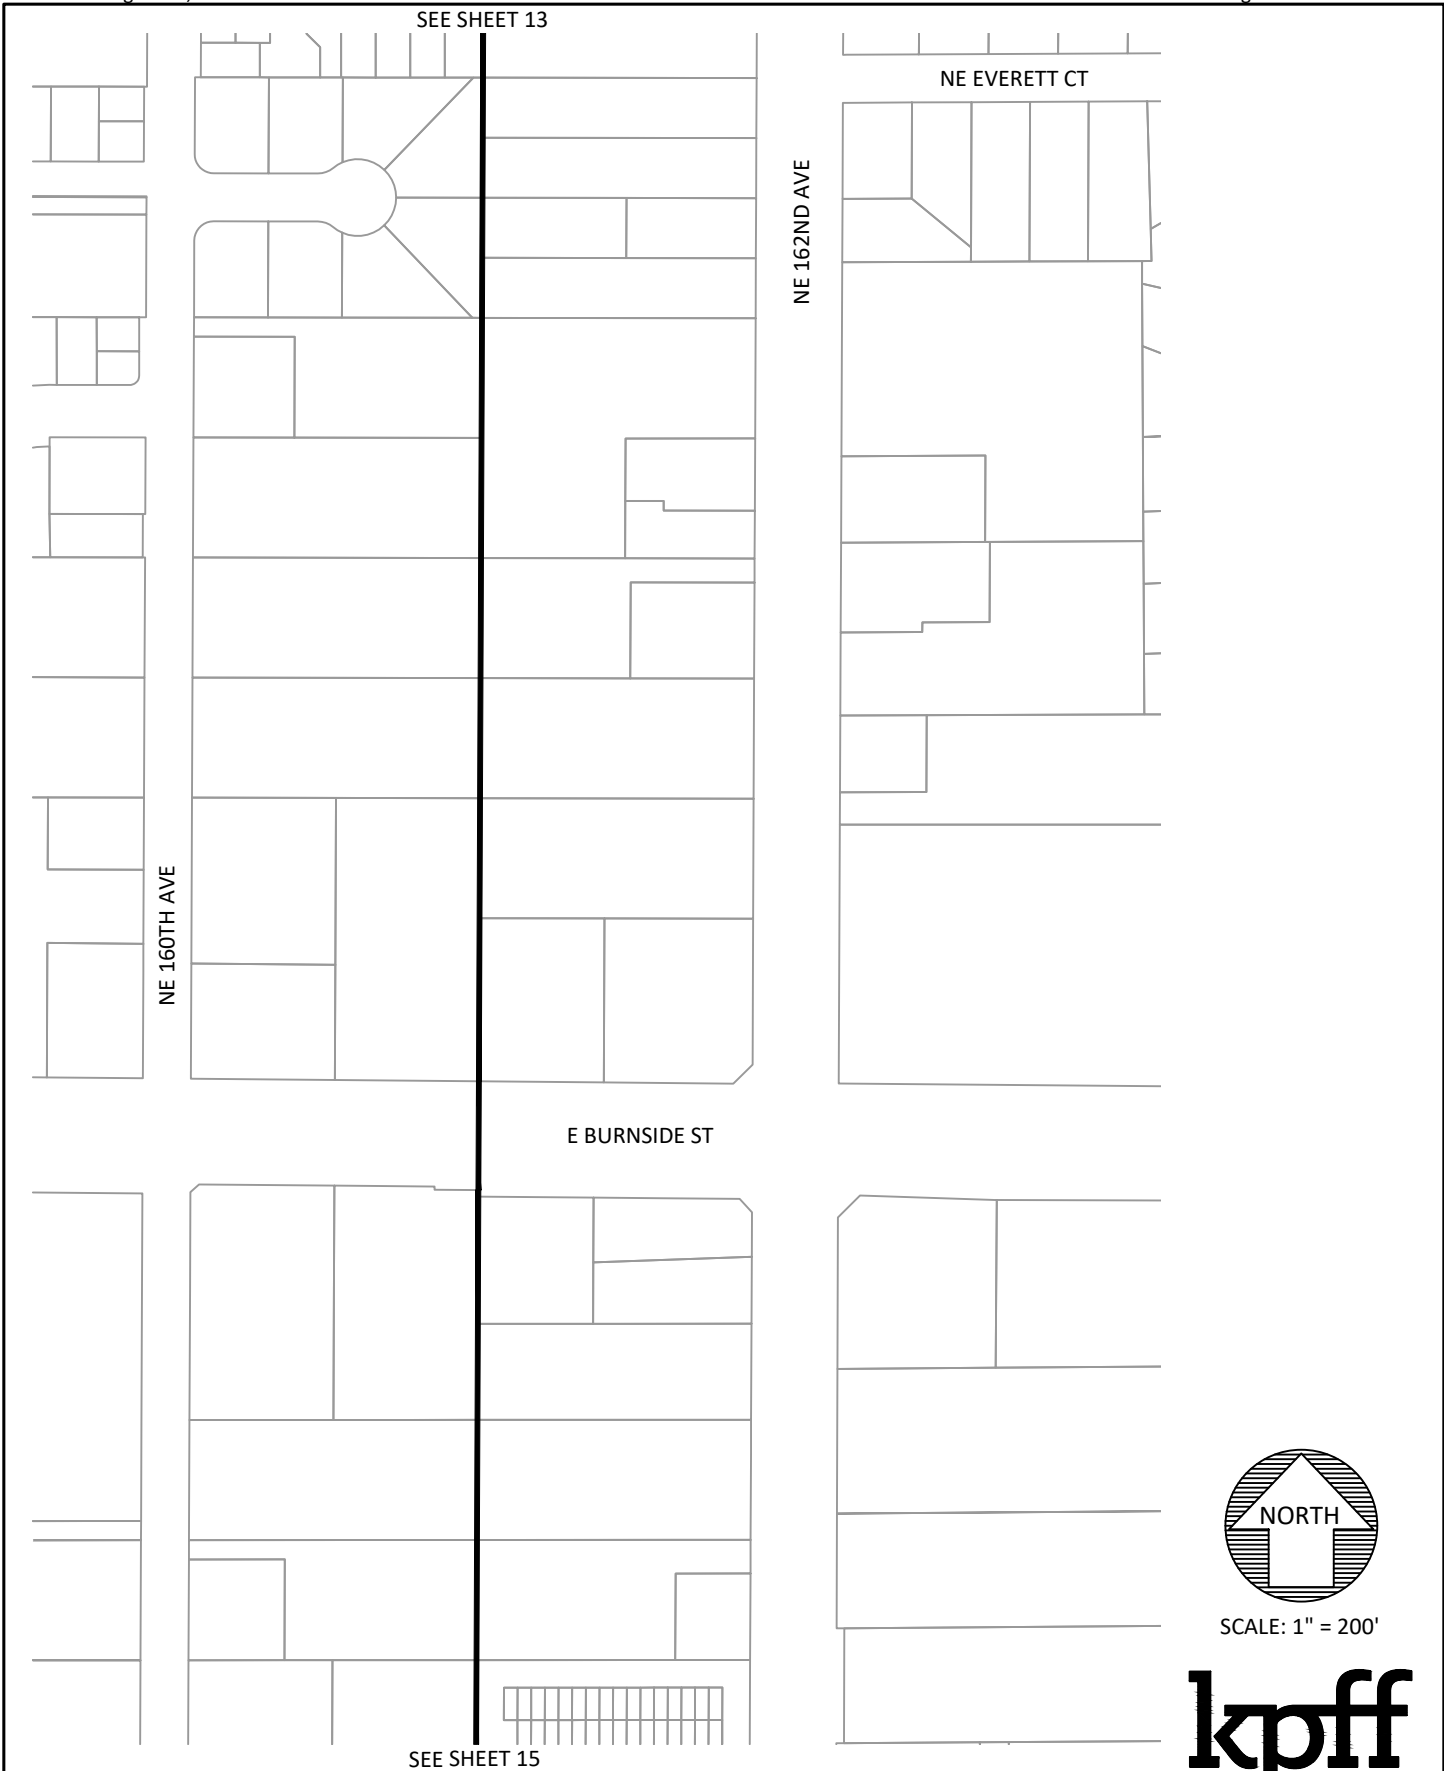 SEE SHEET 13
NE EVERETT CT
NE 162ND AVE
NE 160TH AVE
E BURNSIDE ST
NORTH
SCALE: 1" = 200'
kpff
SEE SHEET 15